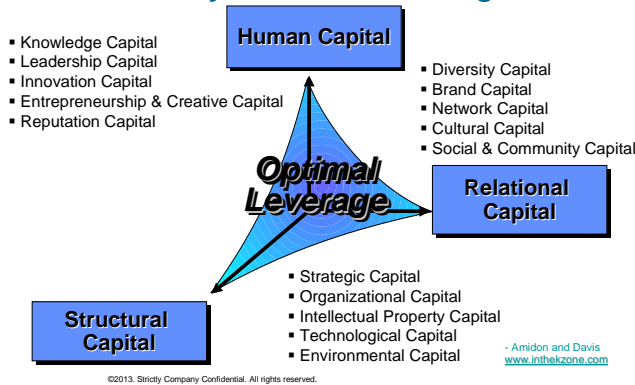 Human Capital
▪ Knowledge Capital
▪ Leadership Capital
▪ Innovation Capital
▪ Entrepreneurship & Creative Capital
▪ Reputation Capital
▪ Diversity Capital
▪ Brand Capital
▪ Network Capital
▪ Cultural Capital
▪ Social & Community Capital
Optimal
Leverage
Relational
Capital
▪ Strategic Capital
▪ Organizational Capital
▪ Intellectual Property Capital
▪ Technological Capital
▪ Environmental Capital
Structural
Capital
- Amidon and Davis
www.inthekzone.com
©2013. Strictly Company Confidential. All rights reserved.